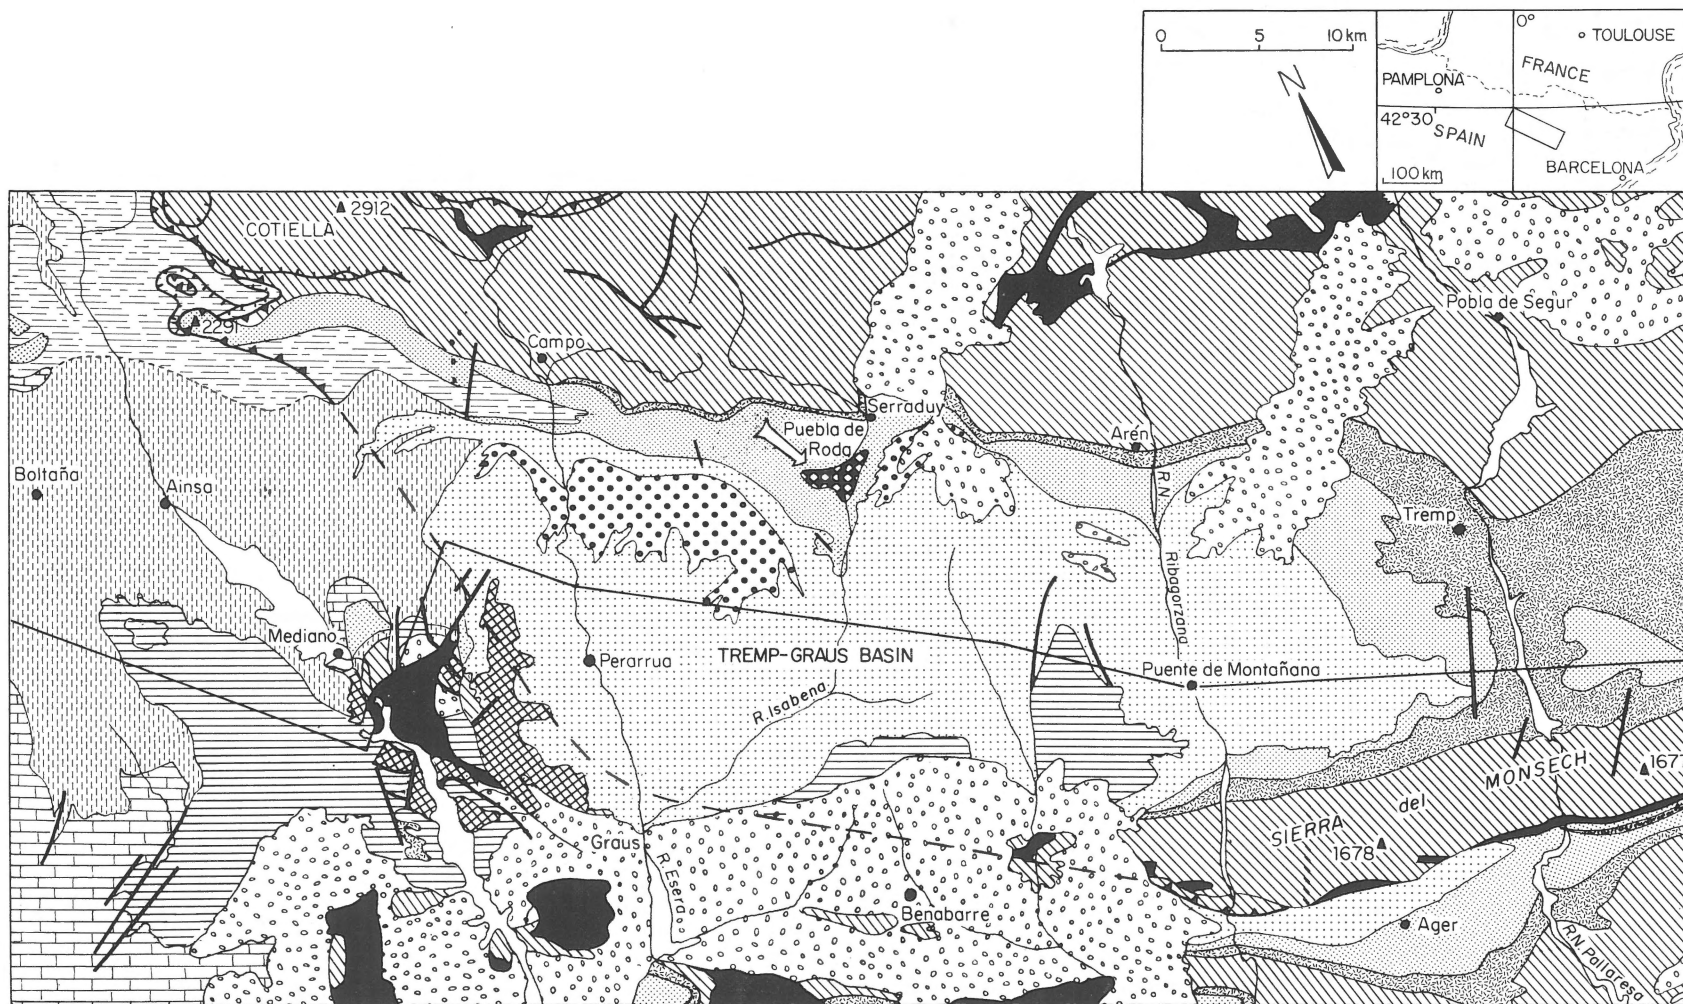 0 5 10 km
N
0°
TOULOUSE
FRANCE
PAMPLONA
42°30
SPAIN
100 km
BARCELONA
2912
COTIELLA
2291
Campo
Pobla de Segur
Serraduy
Puebla de
Roda
Arén
Boltaña
Ainsa
R.N.
Tremp
Ribagorzana
Mediano
Perarrua
TREMP-GRAUS BASIN
Puente de Montañana
R. Isabena
SIERRA del MONSECH
167
1678
Graus
R. Esera
Benabarre
Ager
R.N. Pallaresa